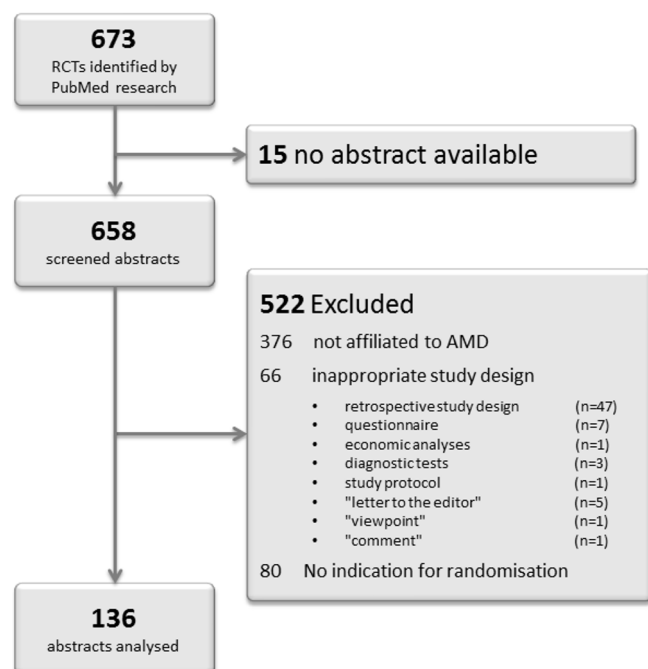 673
RCTs identified by
PubMed research
15 no abstract available
658
screened abstracts
522 Excluded
376 not affiliated to AMD
66 inappropriate study design
• retrospective study design (n=47)
• questionnaire (n=7)
• economic analyses (n=1)
• diagnostic tests (n=3)
• study protocol (n=1)
• "letter to the editor" (n=5)
• "viewpoint" (n=1)
• "comment" (n=1)
80 No indication for randomisation
136
abstracts analysed